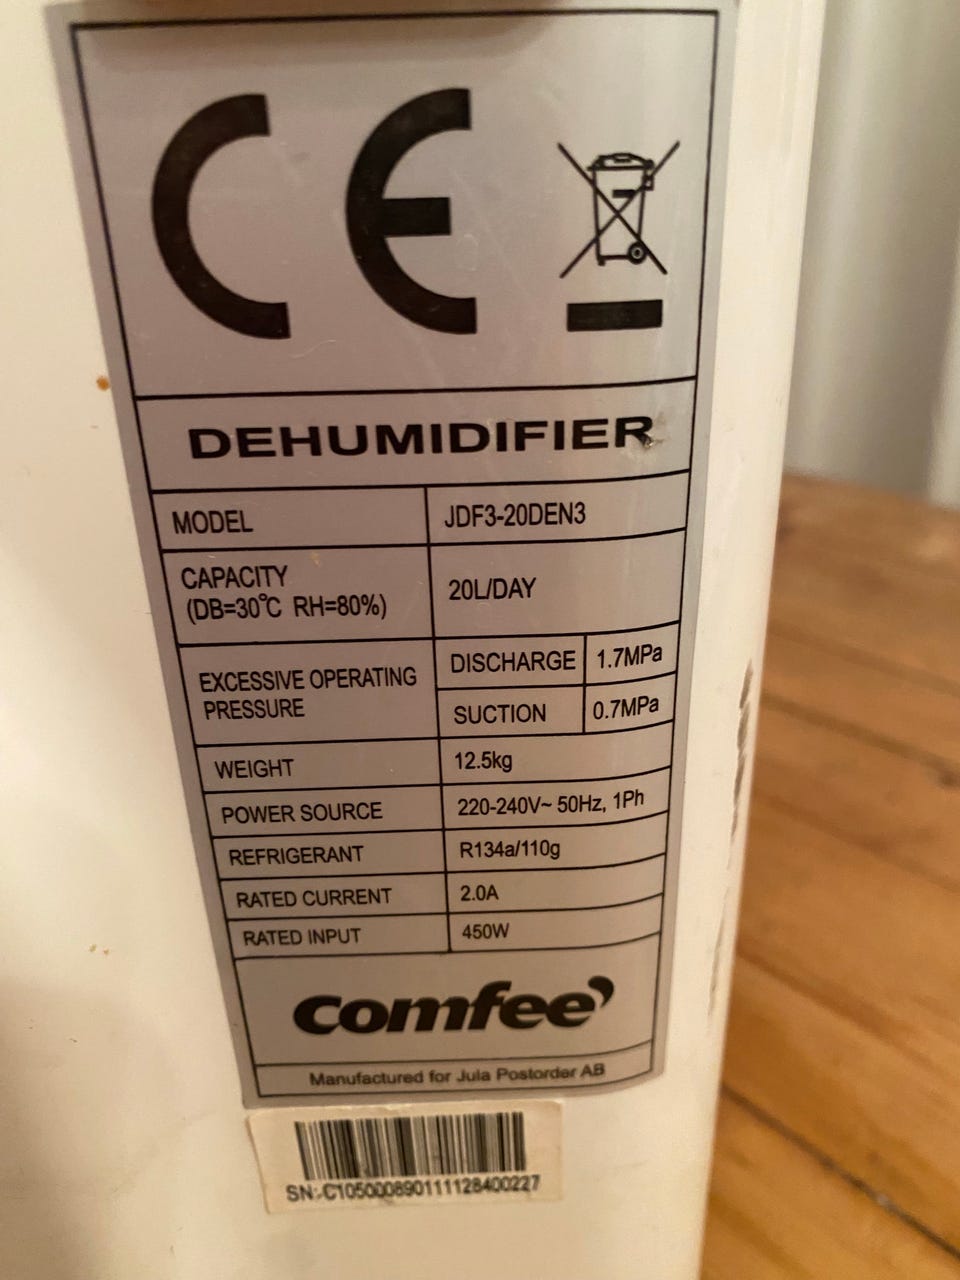 CE
DEHUMIDIFIER
MODEL JDF3-20DEN3
CAPACITY
(DB=30℃ RH=80%) 20L/DAY
EXCESSIVE OPERATING
PRESSURE
DISCHARGE 1.7MPa
SUCTION 0.7MPa
WEIGHT 12.5kg
POWER SOURCE 220-240V~ 50Hz, 1Ph
REFRIGERANT R134a/110g
RATED CURRENT 2.0A
RATED INPUT 450W
comfee'
Manufactured for Jula Postorder AB
SN:C105000890111128400227